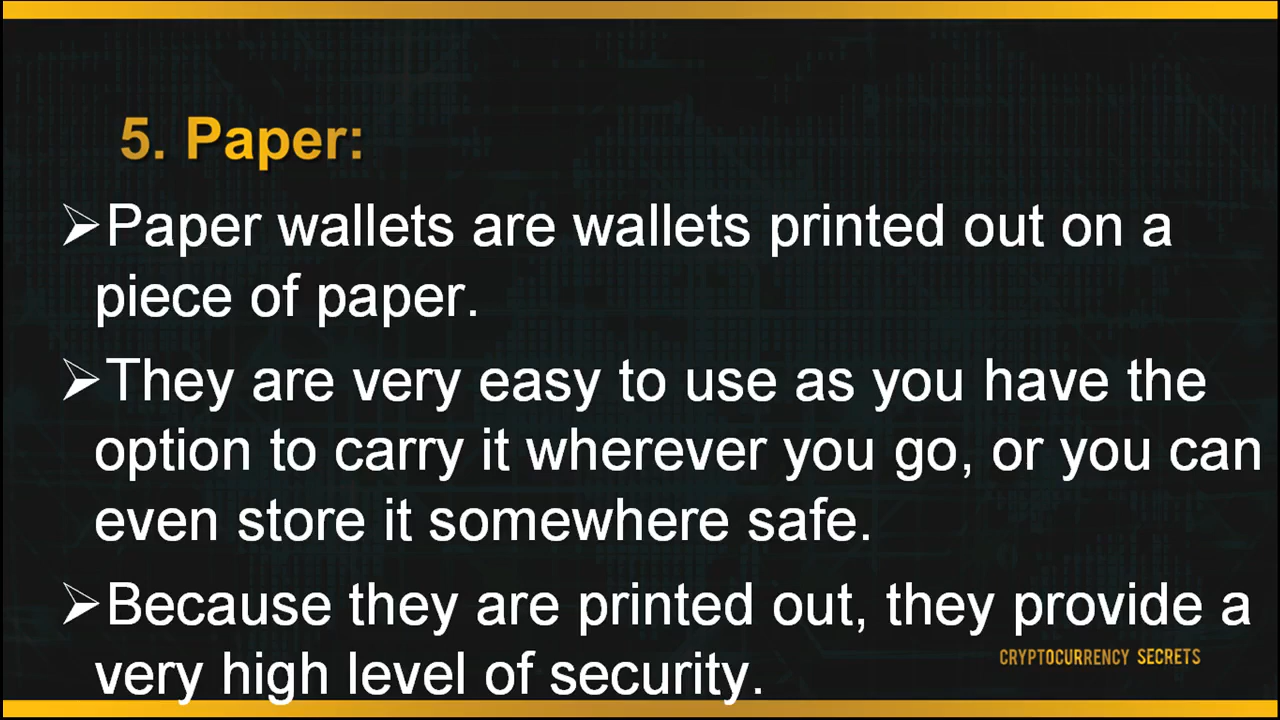 5. Paper:
➢Paper wallets are wallets printed out on a
piece of paper.
➢They are very easy to use as you have the
option to carry it wherever you go, or you can
even store it somewhere safe.
➢Because they are printed out, they provide a
very high level of security.
CRYPTOCURRENCY SECRETS